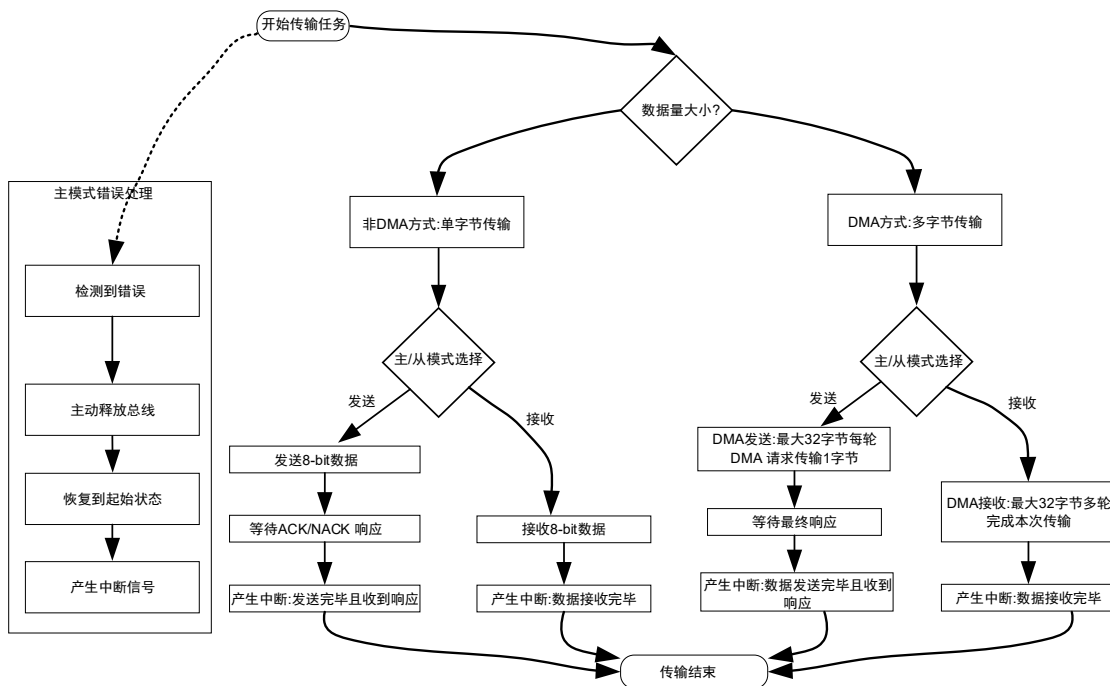 开始传输任务
数据量大小?
主模式错误处理
检测到错误
主动释放总线
恢复到起始状态
产生中断信号
非DMA方式:单字节传输
主/从模式选择
发送
接收
发送8-bit数据
等待ACK/NACK 响应
产生中断:发送完毕且收到响应
接收8-bit数据
产生中断:数据接收完毕
DMA方式:多字节传输
主/从模式选择
发送
接收
DMA发送:最大32字节每轮
DMA 请求传输1字节
等待最终响应
产生中断:数据发送完毕且收到
响应
DMA接收:最大32字节多轮
完成本次传输
产生中断:数据接收完毕
传输结束